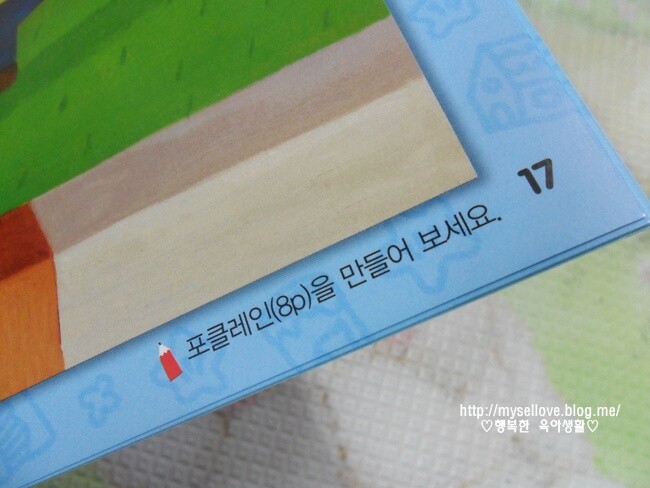 17
포클레인(8p)을 만들어 보세요.
http://mysellove.blog.me/
♡행복한 육아생활♡